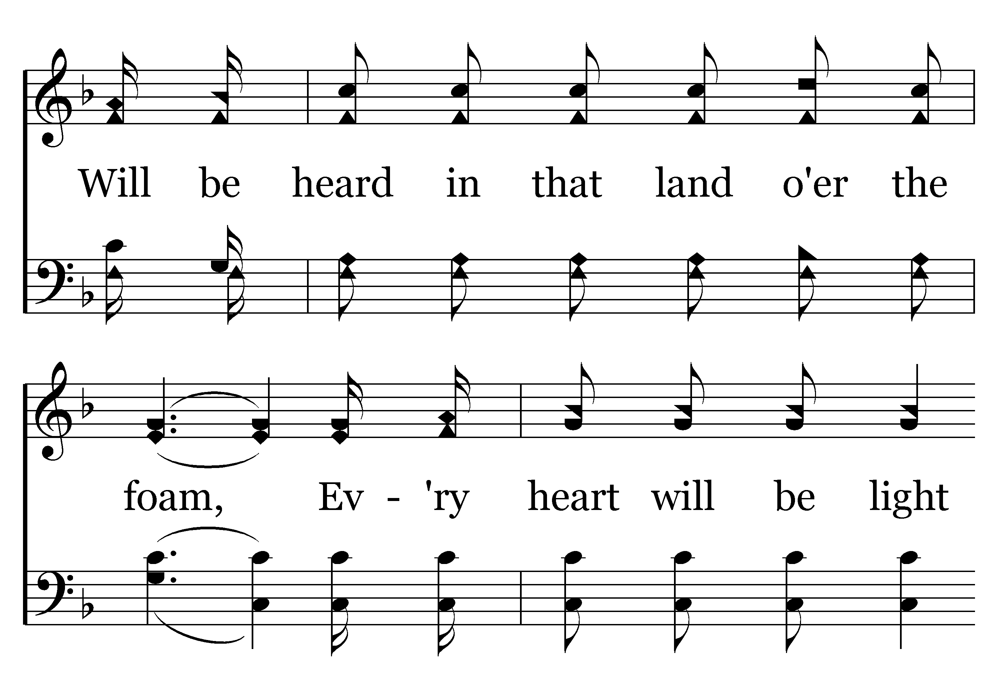 Will be heard in that land o'er the
foam, Ev - 'ry heart will be light